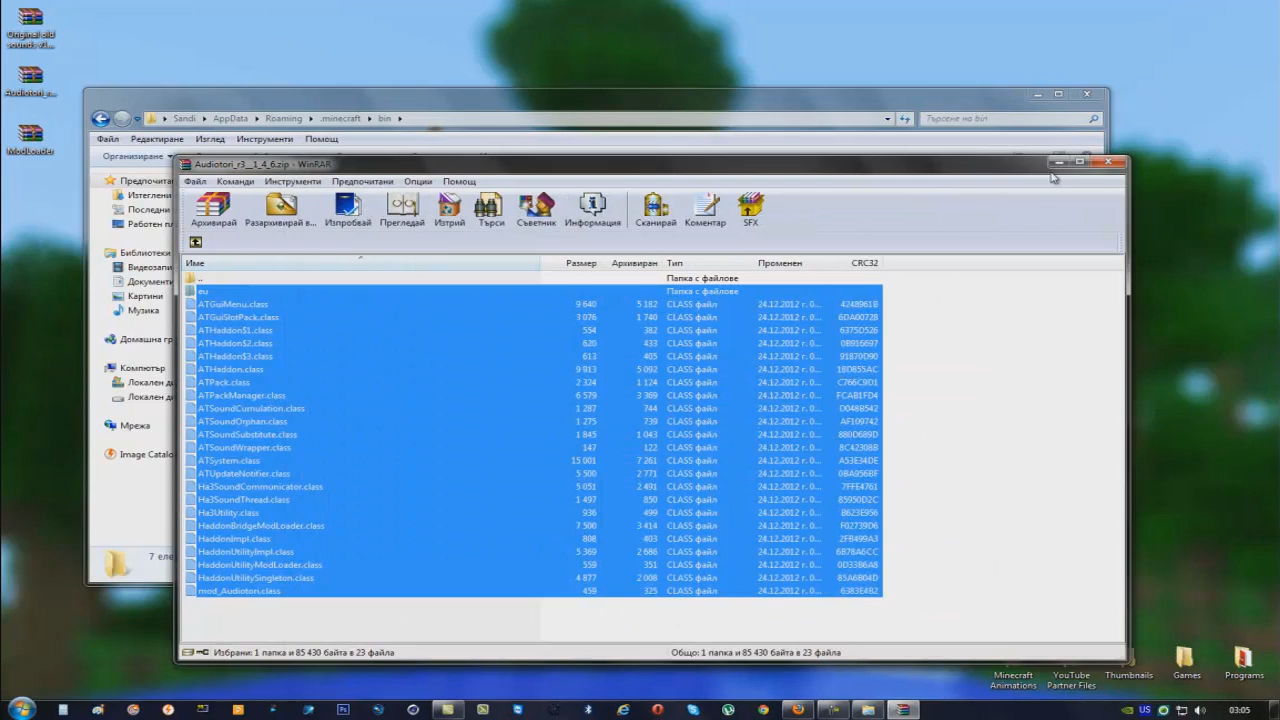 Original old
sounds v1...
Audiotori_r...
ModLoader
Sandi ▸ AppData ▸ Roaming ▸ .minecraft ▸ bin ▸
Търсене на bin
Файл Редактиране Изглед Инструменти Помощ
Организиране
Предпочитани
Изтеглени
Последни
Работен пл
Библиотеки
Видеозапи
Документи
Картини
Музика
Домашна гр
Компютър
Локален ди
Локален ди
Мрежа
Image Catalo
7 еле
Audiotori_r3__1_4_6.zip - WinRAR
Файл Команди Инструменти Предпочитани Опции Помощ
Архивирай Разархивирай в... Изпробвай Прегледай Изтрий Търси Съветник Информация Сканирай Коментар SFX
Име Размер Архивиран Тип Променен CRC32
.. Папка с файлове
eu Папка с файлове
ATGuiMenu.class 9 640 5 182 CLASS файл 24.12.2012 г. 0... 4248961B
ATGuiSlotPack.class 3 076 1 740 CLASS файл 24.12.2012 г. 0... 6DA00728
ATHaddon$1.class 554 382 CLASS файл 24.12.2012 г. 0... 6375D526
ATHaddon$2.class 620 433 CLASS файл 24.12.2012 г. 0... 0B916697
ATHaddon$3.class 613 405 CLASS файл 24.12.2012 г. 0... 91870D90
ATHaddon.class 9 913 5 092 CLASS файл 24.12.2012 г. 0... 1BD855AC
ATPack.class 2 324 1 124 CLASS файл 24.12.2012 г. 0... C766C9D1
ATPackManager.class 6 579 3 369 CLASS файл 24.12.2012 г. 0... FCAB1FD4
ATSoundCumulation.class 1 287 744 CLASS файл 24.12.2012 г. 0... D048B542
ATSoundOrphan.class 1 275 739 CLASS файл 24.12.2012 г. 0... AF109742
ATSoundSubstitute.class 1 845 1 043 CLASS файл 24.12.2012 г. 0... 880D689D
ATSoundWrapper.class 147 122 CLASS файл 24.12.2012 г. 0... 8C42308B
ATSystem.class 15 001 7 261 CLASS файл 24.12.2012 г. 0... A53E34DE
ATUpdateNotifier.class 5 500 2 771 CLASS файл 24.12.2012 г. 0... 0BA956BF
Ha3SoundCommunicator.class 5 051 2 491 CLASS файл 24.12.2012 г. 0... 7FFE4761
Ha3SoundThread.class 1 497 850 CLASS файл 24.12.2012 г. 0... 85950D2C
Ha3Utility.class 936 499 CLASS файл 24.12.2012 г. 0... 8623E956
HaddonBridgeModLoader.class 7 500 3 414 CLASS файл 24.12.2012 г. 0... F02739D6
HaddonImpl.class 808 403 CLASS файл 24.12.2012 г. 0... 2FB499A3
HaddonUtilityImpl.class 5 369 2 686 CLASS файл 24.12.2012 г. 0... 6B78A6CC
HaddonUtilityModLoader.class 559 351 CLASS файл 24.12.2012 г. 0... 0D33B6A8
HaddonUtilitySingleton.class 4 877 2 008 CLASS файл 24.12.2012 г. 0... 85A6B04D
mod_Audiotori.class 459 325 CLASS файл 24.12.2012 г. 0... 6383E4B2
Избрани: 1 папка и 85 430 байта в 23 файла
Общо: 1 папка и 85 430 байта в 23 файла
Minecraft
Animations
YouTube
Partner Files
Thumbnails
Games
Programs
US
03:05